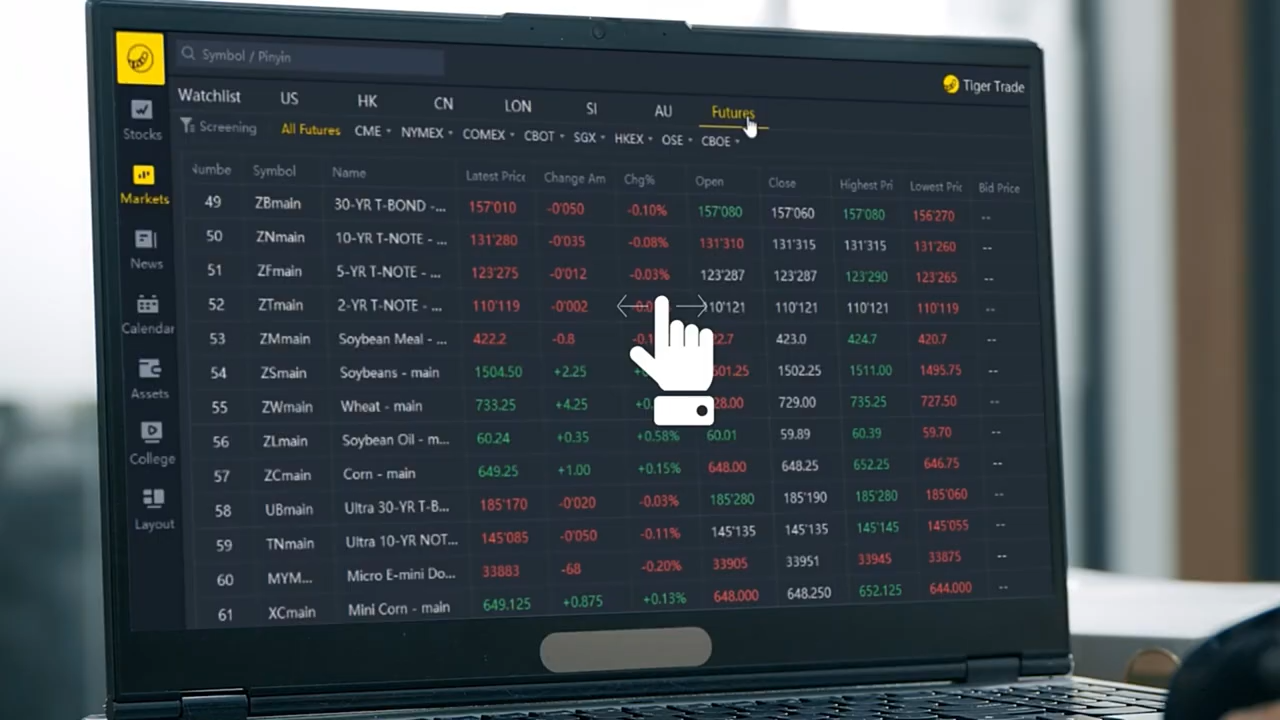 Symbol / Pinyin
Tiger Trade
Watchlist US HK CN LON SI AU Futures
Screening All Futures CME NYMEX COMEX CBOT SGX HKEX OSE CBOE
Stocks
Markets
News
Calendar
Assets
College
Layout
Numbe Symbol Name Latest Price Change Am Chg% Open Close Highest Pri Lowest Pric Bid Price
49 ZBmain 30-YR T-BOND -... 157'010 -0'050 -0.10% 157'080 157'060 157'080 156'270 --
50 ZNmain 10-YR T-NOTE - ... 131'280 -0'035 -0.08% 131'310 131'315 131'315 131'260 --
51 ZFmain 5-YR T-NOTE - ... 123'275 -0'012 -0.03% 123'287 123'287 123'290 123'265 --
52 ZTmain 2-YR T-NOTE - ... 110'119 -0'002 110'121 110'121 110'121 110'119 --
53 ZMmain Soybean Meal - ... 422.2 -0.8 423.0 424.7 420.7 --
54 ZSmain Soybeans - main 1504.50 +2.25 1502.25 1511.00 1495.75 --
55 ZWmain Wheat - main 733.25 +4.25 729.00 735.25 727.50 --
56 ZLmain Soybean Oil - m... 60.24 +0.35 +0.58% 60.01 59.89 60.39 59.70 --
57 ZCmain Corn - main 649.25 +1.00 +0.15% 648.00 648.25 652.25 646.75 --
58 UBmain Ultra 30-YR T-B... 185'170 -0'020 -0.03% 185'280 185'190 185'280 185'060 --
59 TNmain Ultra 10-YR NOT... 145'085 -0'050 -0.11% 145'135 145'135 145'145 145'055 --
60 MYM... Micro E-mini Do... 33883 -68 -0.20% 33905 33951 33945 33875 --
61 XCmain Mini Corn - main 649.125 +0.875 +0.13% 648.000 648.250 652.125 644.000 --